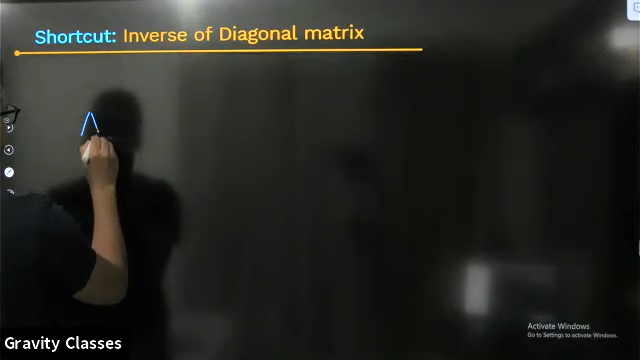 Shortcut: Inverse of Diagonal matrix
Activate Windows
Go to Settings to activate Windows.
Gravity Classes